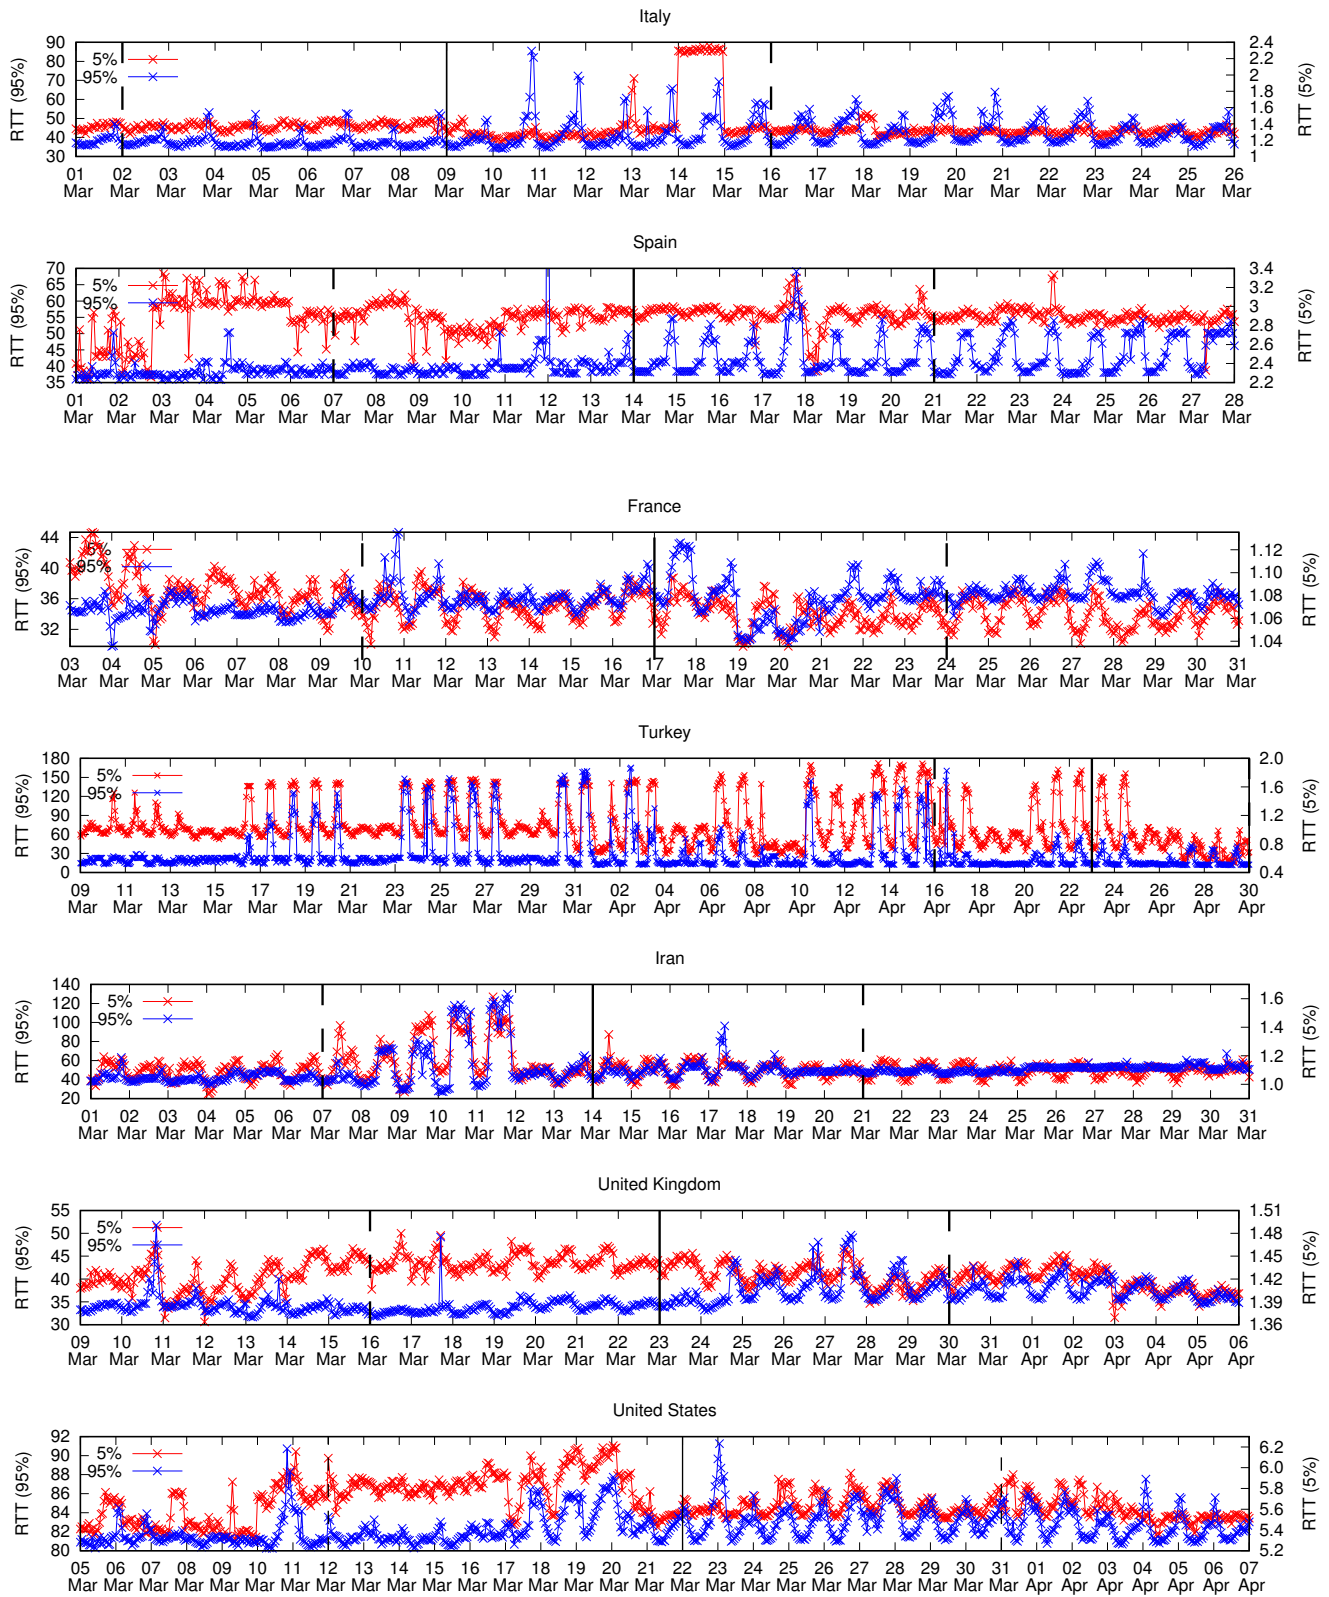 Italy
RTT (95%)
90
80
70
60
50
40
30
5%
95%
2.4
2.2
2
1.8
1.6
1.4
1.2
1
RTT (5%)
01 02 03 04 05 06 07 08 09 10 11 12 13 14 15 16 17 18 19 20 21 22 23 24 25 26
Mar Mar Mar Mar Mar Mar Mar Mar Mar Mar Mar Mar Mar Mar Mar Mar Mar Mar Mar Mar Mar Mar Mar Mar Mar Mar
Spain
RTT (95%)
70
65
60
55
50
45
40
35
5%
95%
3.4
3.2
3
2.8
2.6
2.4
2.2
RTT (5%)
01 02 03 04 05 06 07 08 09 10 11 12 13 14 15 16 17 18 19 20 21 22 23 24 25 26 27 28
Mar Mar Mar Mar Mar Mar Mar Mar Mar Mar Mar Mar Mar Mar Mar Mar Mar Mar Mar Mar Mar Mar Mar Mar Mar Mar Mar Mar
France
RTT (95%)
44
40
36
32
5%
95%
1.12
1.10
1.08
1.06
1.04
RTT (5%)
03 04 05 06 07 08 09 10 11 12 13 14 15 16 17 18 19 20 21 22 23 24 25 26 27 28 29 30 31
Mar Mar Mar Mar Mar Mar Mar Mar Mar Mar Mar Mar Mar Mar Mar Mar Mar Mar Mar Mar Mar Mar Mar Mar Mar Mar Mar Mar Mar
Turkey
RTT (95%)
180
150
120
90
60
30
0
5%
95%
2.0
1.6
1.2
0.8
0.4
RTT (5%)
09 11 13 15 17 19 21 23 25 27 29 31 02 04 06 08 10 12 14 16 18 20 22 24 26 28 30
Mar Mar Mar Mar Mar Mar Mar Mar Mar Mar Mar Mar Apr Apr Apr Apr Apr Apr Apr Apr Apr Apr Apr Apr Apr Apr Apr
Iran
RTT (95%)
140
120
100
80
60
40
20
5%
95%
1.6
1.4
1.2
1.0
RTT (5%)
01 02 03 04 05 06 07 08 09 10 11 12 13 14 15 16 17 18 19 20 21 22 23 24 25 26 27 28 29 30 31
Mar Mar Mar Mar Mar Mar Mar Mar Mar Mar Mar Mar Mar Mar Mar Mar Mar Mar Mar Mar Mar Mar Mar Mar Mar Mar Mar Mar Mar Mar Mar
United Kingdom
RTT (95%)
55
50
45
40
35
30
5%
95%
1.51
1.48
1.45
1.42
1.39
1.36
RTT (5%)
09 10 11 12 13 14 15 16 17 18 19 20 21 22 23 24 25 26 27 28 29 30 31 01 02 03 04 05 06
Mar Mar Mar Mar Mar Mar Mar Mar Mar Mar Mar Mar Mar Mar Mar Mar Mar Mar Mar Mar Mar Mar Mar Apr Apr Apr Apr Apr Apr
United States
RTT (95%)
92
90
88
86
84
82
80
5%
95%
6.2
6.0
5.8
5.6
5.4
5.2
RTT (5%)
05 06 07 08 09 10 11 12 13 14 15 16 17 18 19 20 21 22 23 24 25 26 27 28 29 30 31 01 02 03 04 05 06 07
Mar Mar Mar Mar Mar Mar Mar Mar Mar Mar Mar Mar Mar Mar Mar Mar Mar Mar Mar Mar Mar Mar Mar Mar Mar Mar Mar Apr Apr Apr Apr Apr Apr Apr